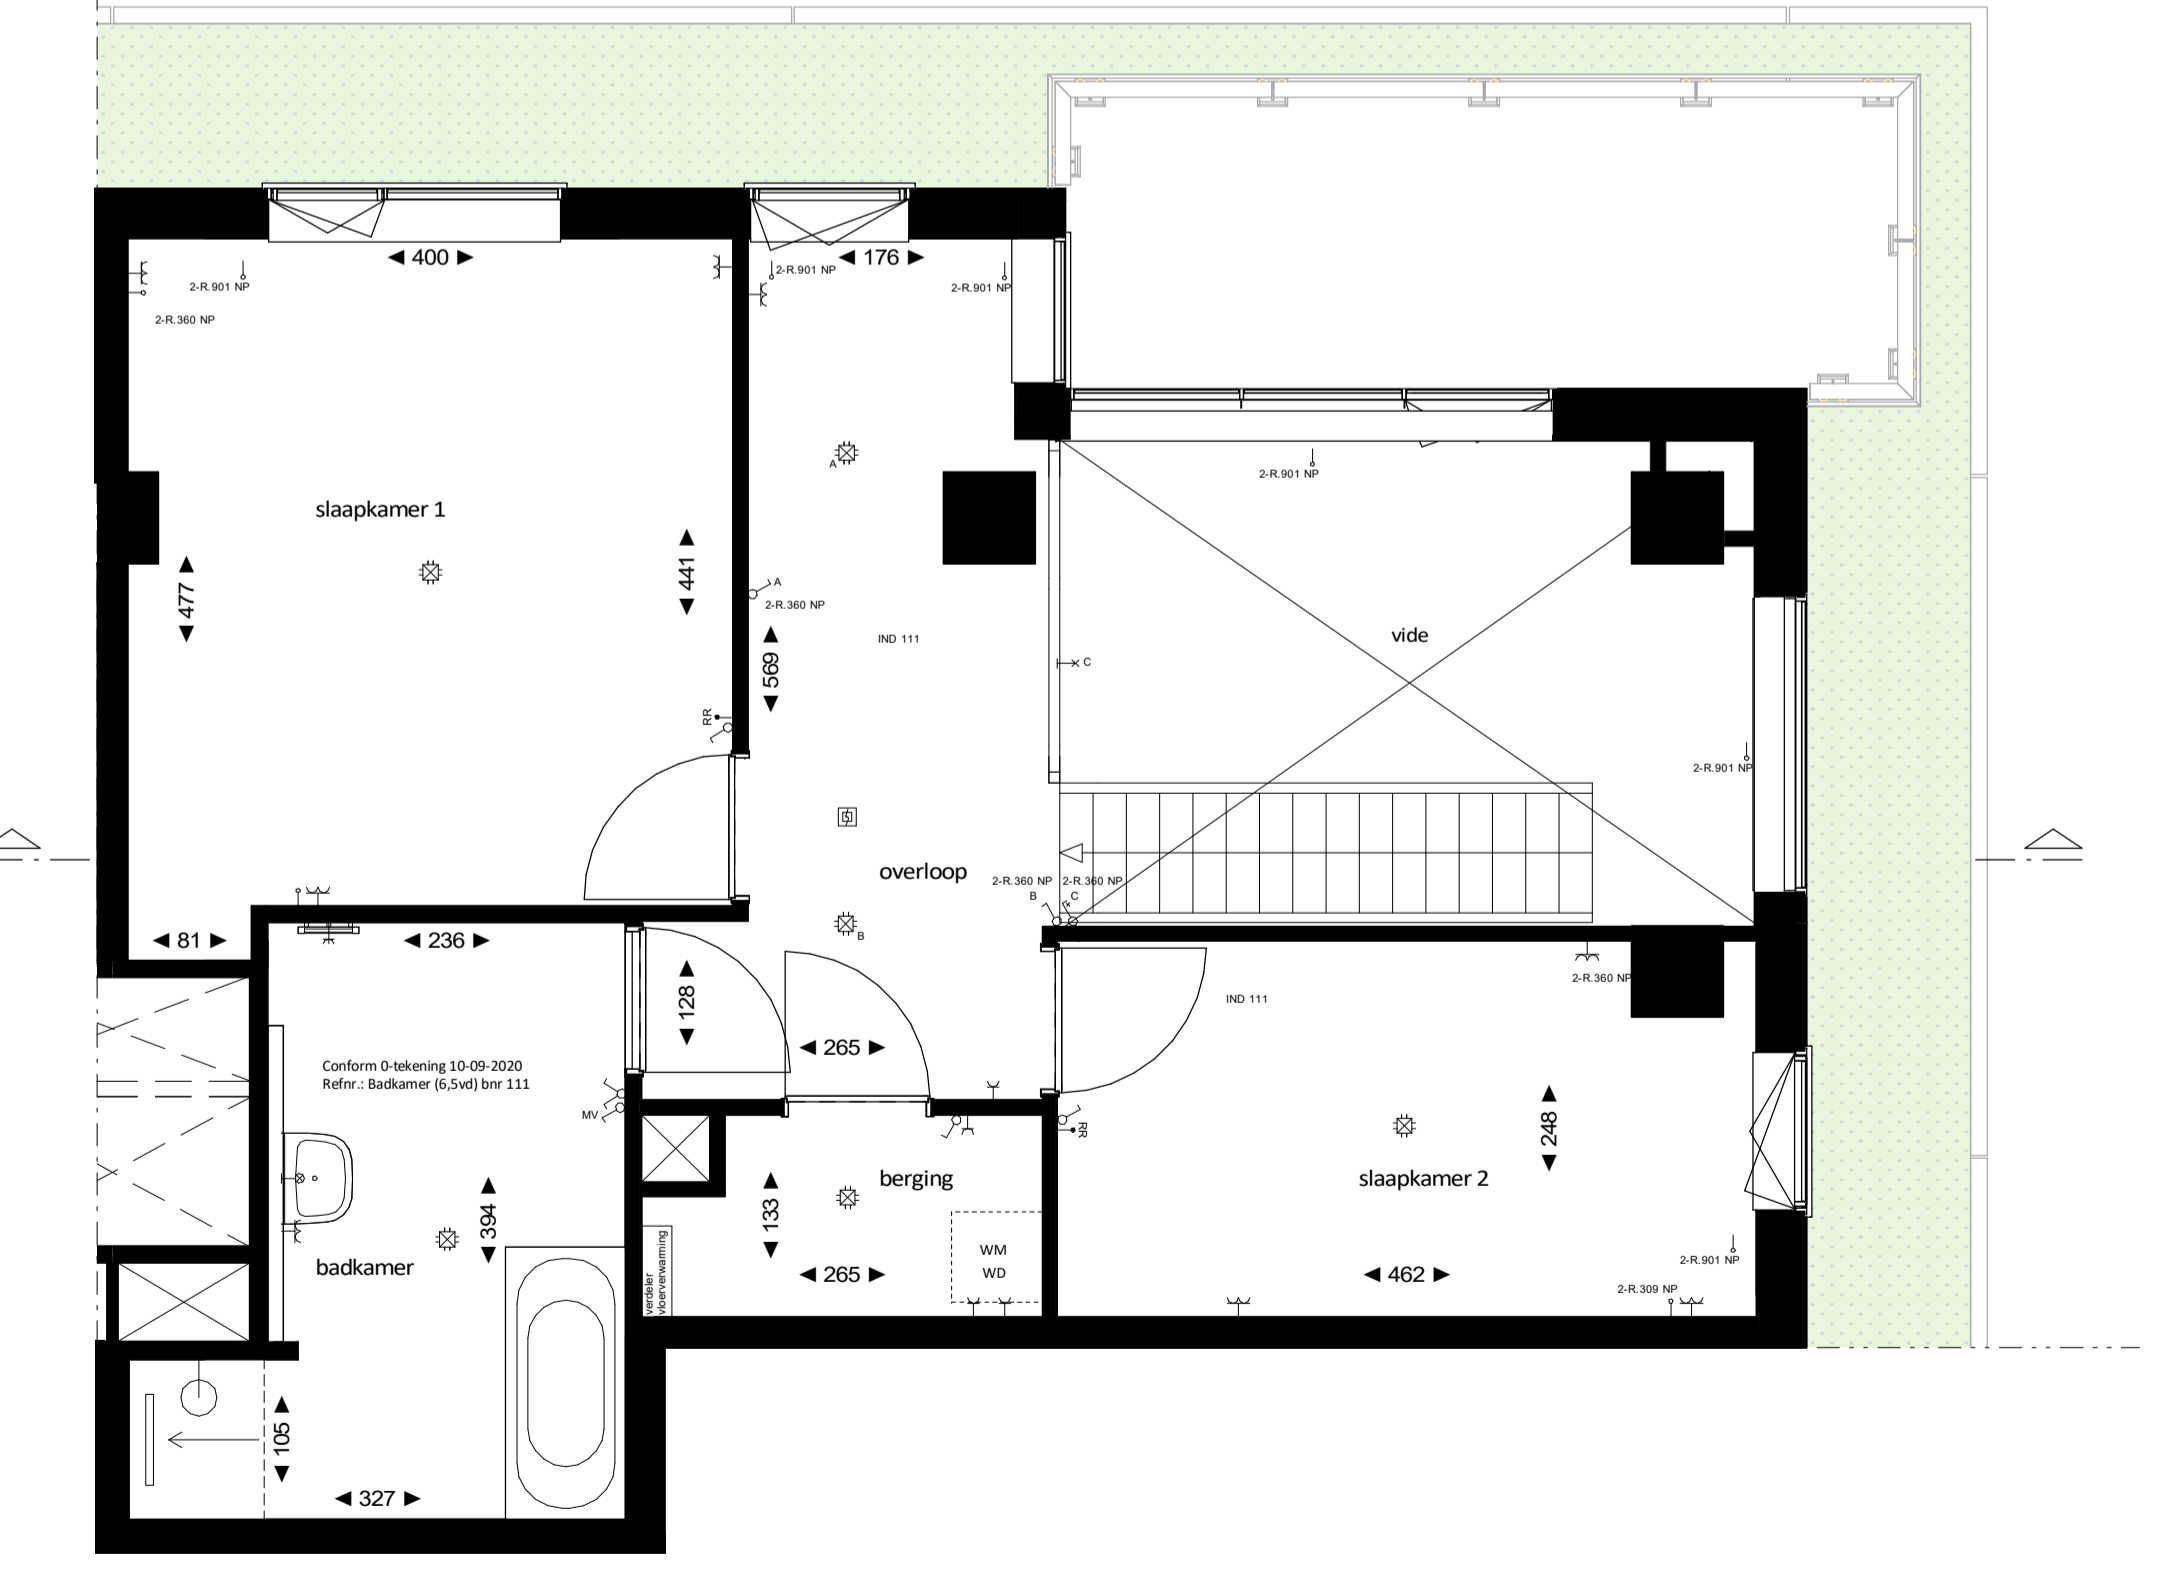 400
176
2-R.901 NP
2-R.901 NP
2-R.901 NP
2-R.360 NP
A
2-R.901 NP
slaapkamer 1
441
477
A
2-R.360 NP
569
IND 111
vide
C
RR
2-R.901 NP
overloop
2-R.360 NP
2-R.360 NP
B
C
B
81
236
128
265
2-R.360 NP
IND 111
Conform 0-tekening 10-09-2020
Refnr.: Badkamer (6,5vd) bnr 111
MV
RR
248
berging
slaapkamer 2
394
133
badkamer
verdeler
vloerverwarming
WM
WD
265
462
2-R.901 NP
2-R.309 NP
105
327